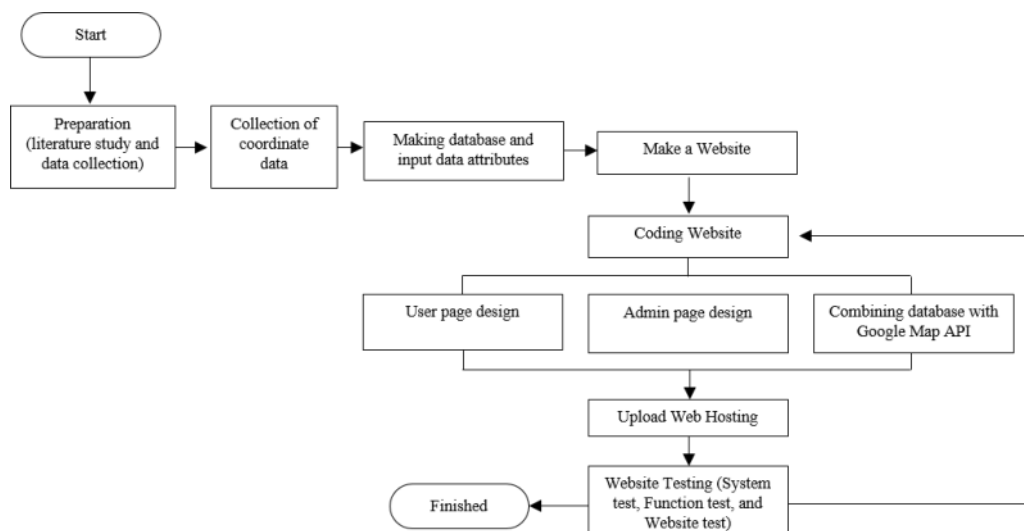 Start
Preparation
(literature study and
data collection)
Collection of
coordinate
data
Making database and
input data attributes
Make a Website
Coding Website
User page design
Admin page design
Combining database with
Google Map API
Upload Web Hosting
Website Testing (System
test, Function test, and
Website test)
Finished